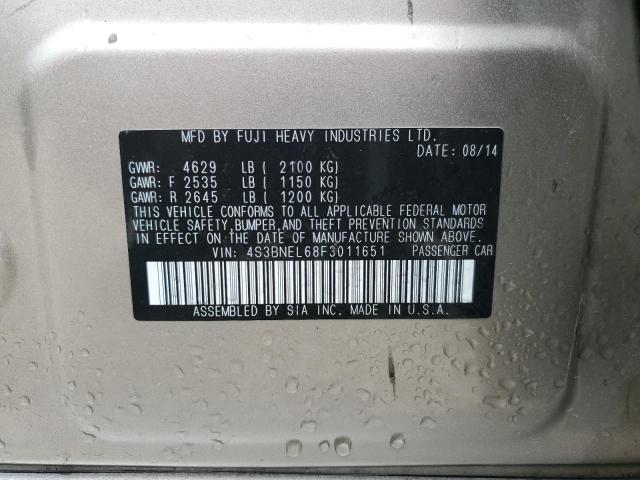 MFD BY FUJI HEAVY INDUSTRIES LTD.
DATE: 08/14
GVWR: 4629 LB ( 2100 KG)
GAWR: F 2535 LB ( 1150 KG)
GAWR: R 2645 LB ( 1200 KG)
THIS VEHICLE CONFORMS TO ALL APPLICABLE FEDERAL MOTOR
VEHICLE SAFETY, BUMPER, AND THEFT PREVENTION STANDARDS
IN EFFECT ON THE DATE OF MANUFACTURE SHOWN ABOVE.
VIN: 4S3BNEL68F3011651 PASSENGER CAR
ASSEMBLED BY SIA INC. MADE IN U.S.A.